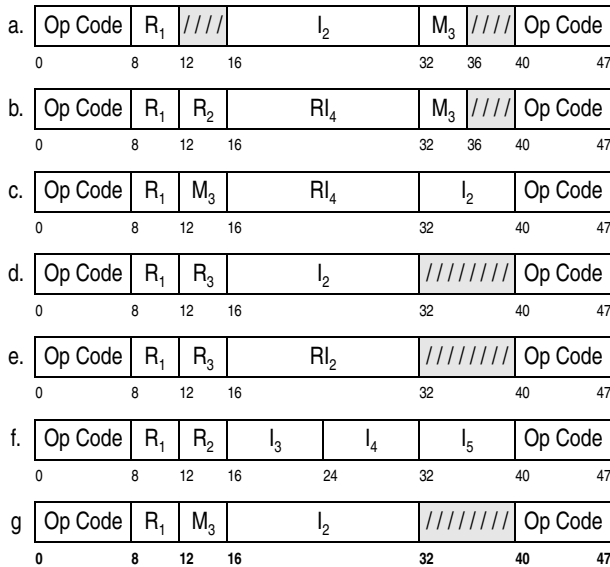 a. Op Code R₁ //// I₂ M₃ //// Op Code
0 8 12 16 32 36 40 47
b. Op Code R₁ R₂ RI₄ M₃ //// Op Code
0 8 12 16 32 36 40 47
c. Op Code R₁ M₃ RI₄ I₂ Op Code
0 8 12 16 32 40 47
d. Op Code R₁ R₃ I₂ //////// Op Code
0 8 12 16 32 40 47
e. Op Code R₁ R₃ RI₂ //////// Op Code
0 8 12 16 32 40 47
f. Op Code R₁ R₂ I₃ I₄ I₅ Op Code
0 8 12 16 24 32 40 47
g Op Code R₁ M₃ I₂ //////// Op Code
0 8 12 16 32 40 47